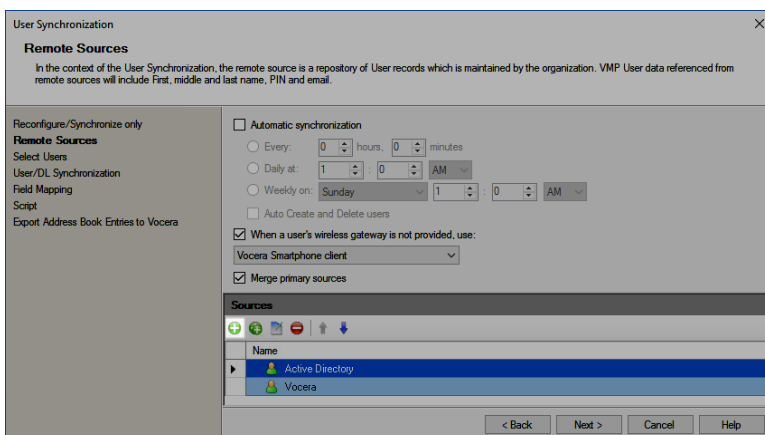 User Synchronization
Remote Sources
In the context of the User Synchronization, the remote source is a repository of User records which is maintained by the organization. VMP User data referenced from
remote sources will include First, middle and last name, PIN and email.
Reconfigure/Synchronize only
Remote Sources
Select Users
User/DL Synchronization
Field Mapping
Script
Export Address Book Entries to Vocera
Automatic synchronization
Every: 0 hours, 0 minutes
Daily at: 1 : 0 AM
Weekly on: Sunday 1 : 0 AM
Auto Create and Delete users
When a user's wireless gateway is not provided, use:
Vocera Smartphone client
Merge primary sources
Sources
Name
Active Directory
Vocera
< Back Next > Cancel Help